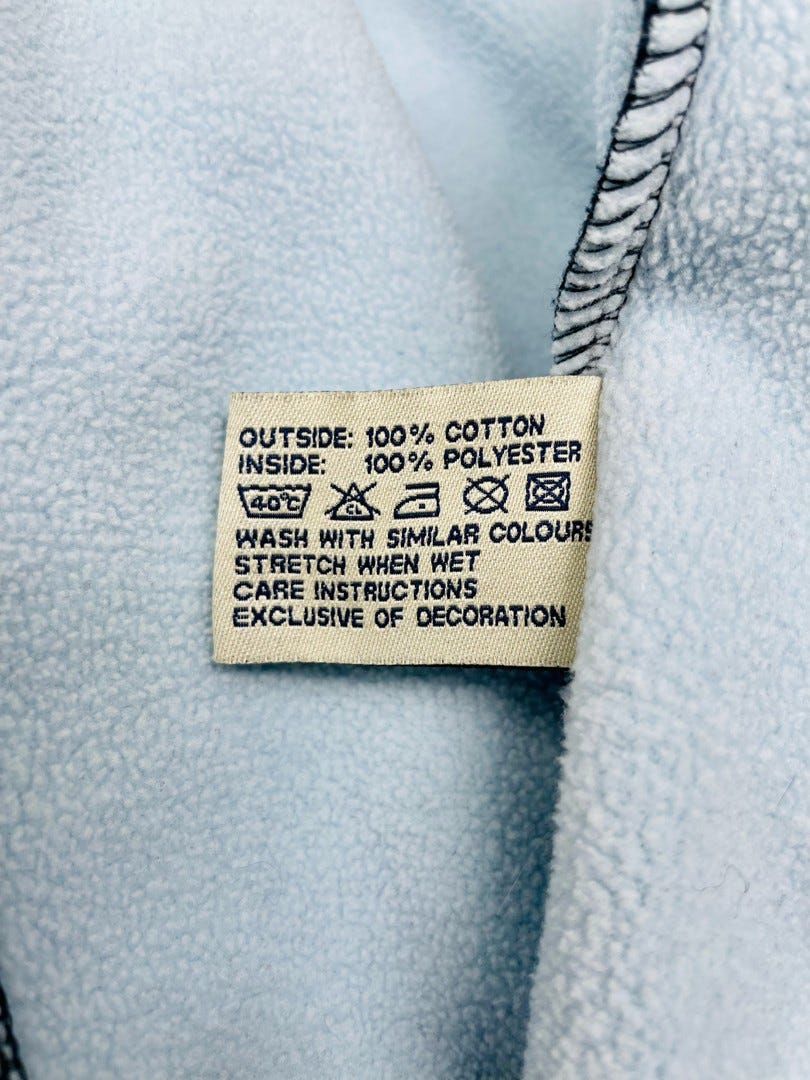 OUTSIDE: 100% COTTON
INSIDE: 100% POLYESTER
40°C CL
WASH WITH SIMILAR COLOURS
STRETCH WHEN WET
CARE INSTRUCTIONS
EXCLUSIVE OF DECORATION